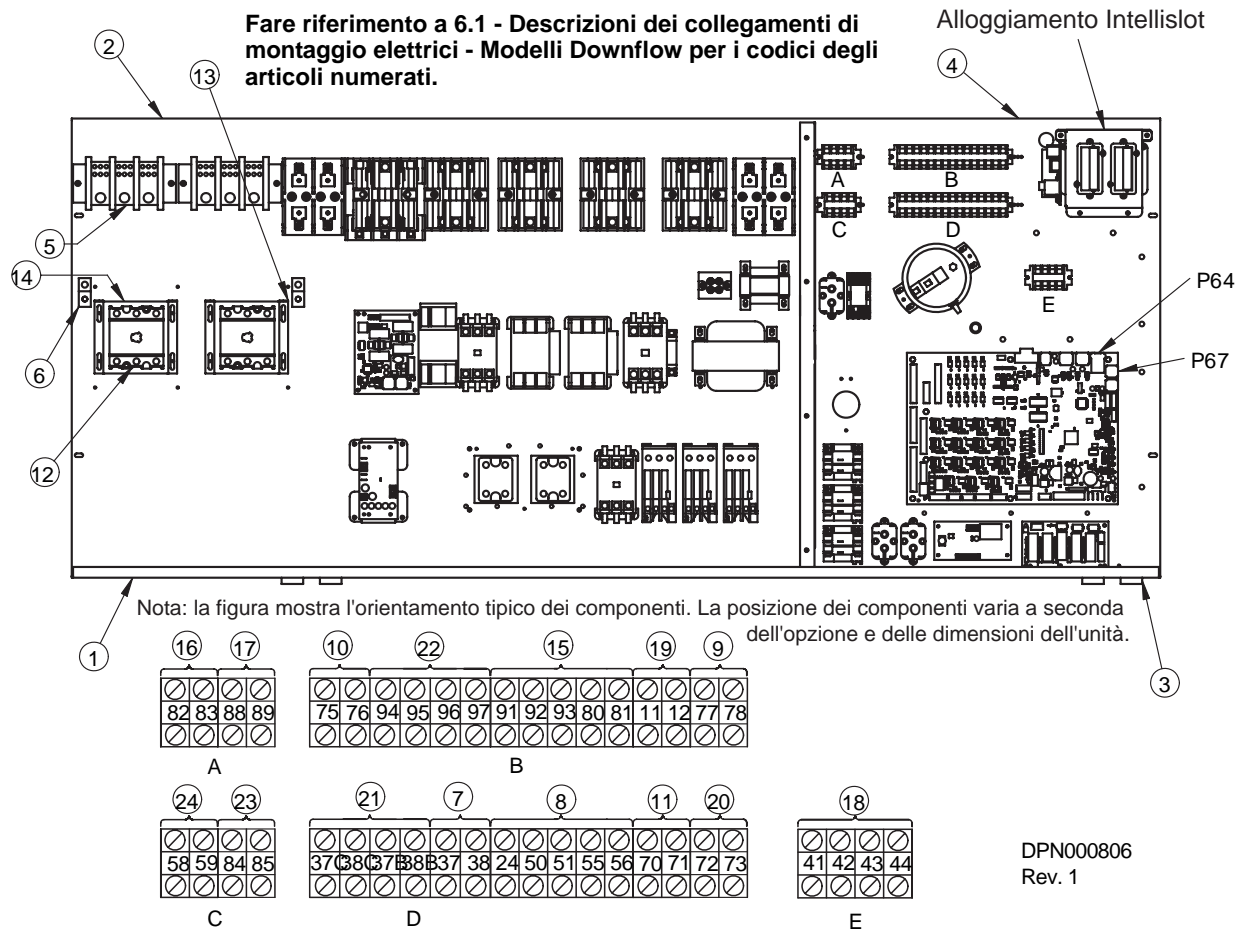 Fare riferimento a 6.1 - Descrizioni dei collegamenti di
montaggio elettrici - Modelli Downflow per i codici degli
articoli numerati.
Alloggiamento Intellislot
2
13
4
A
B
5
C
D
14
E
P64
6
P67
12
Nota: la figura mostra l'orientamento tipico dei componenti. La posizione dei componenti varia a seconda
dell'opzione e delle dimensioni dell'unità.
1
3
16 17 10 22 15 19 9
82 83 88 89 75 76 94 95 96 97 91 92 93 80 81 11 12 77 78
A B
24 23 21 7 8 11 20 18
58 59 84 85 37C 38C 37B 38B 37 38 24 50 51 55 56 70 71 72 73 41 42 43 44
C D E
DPN000806
Rev. 1